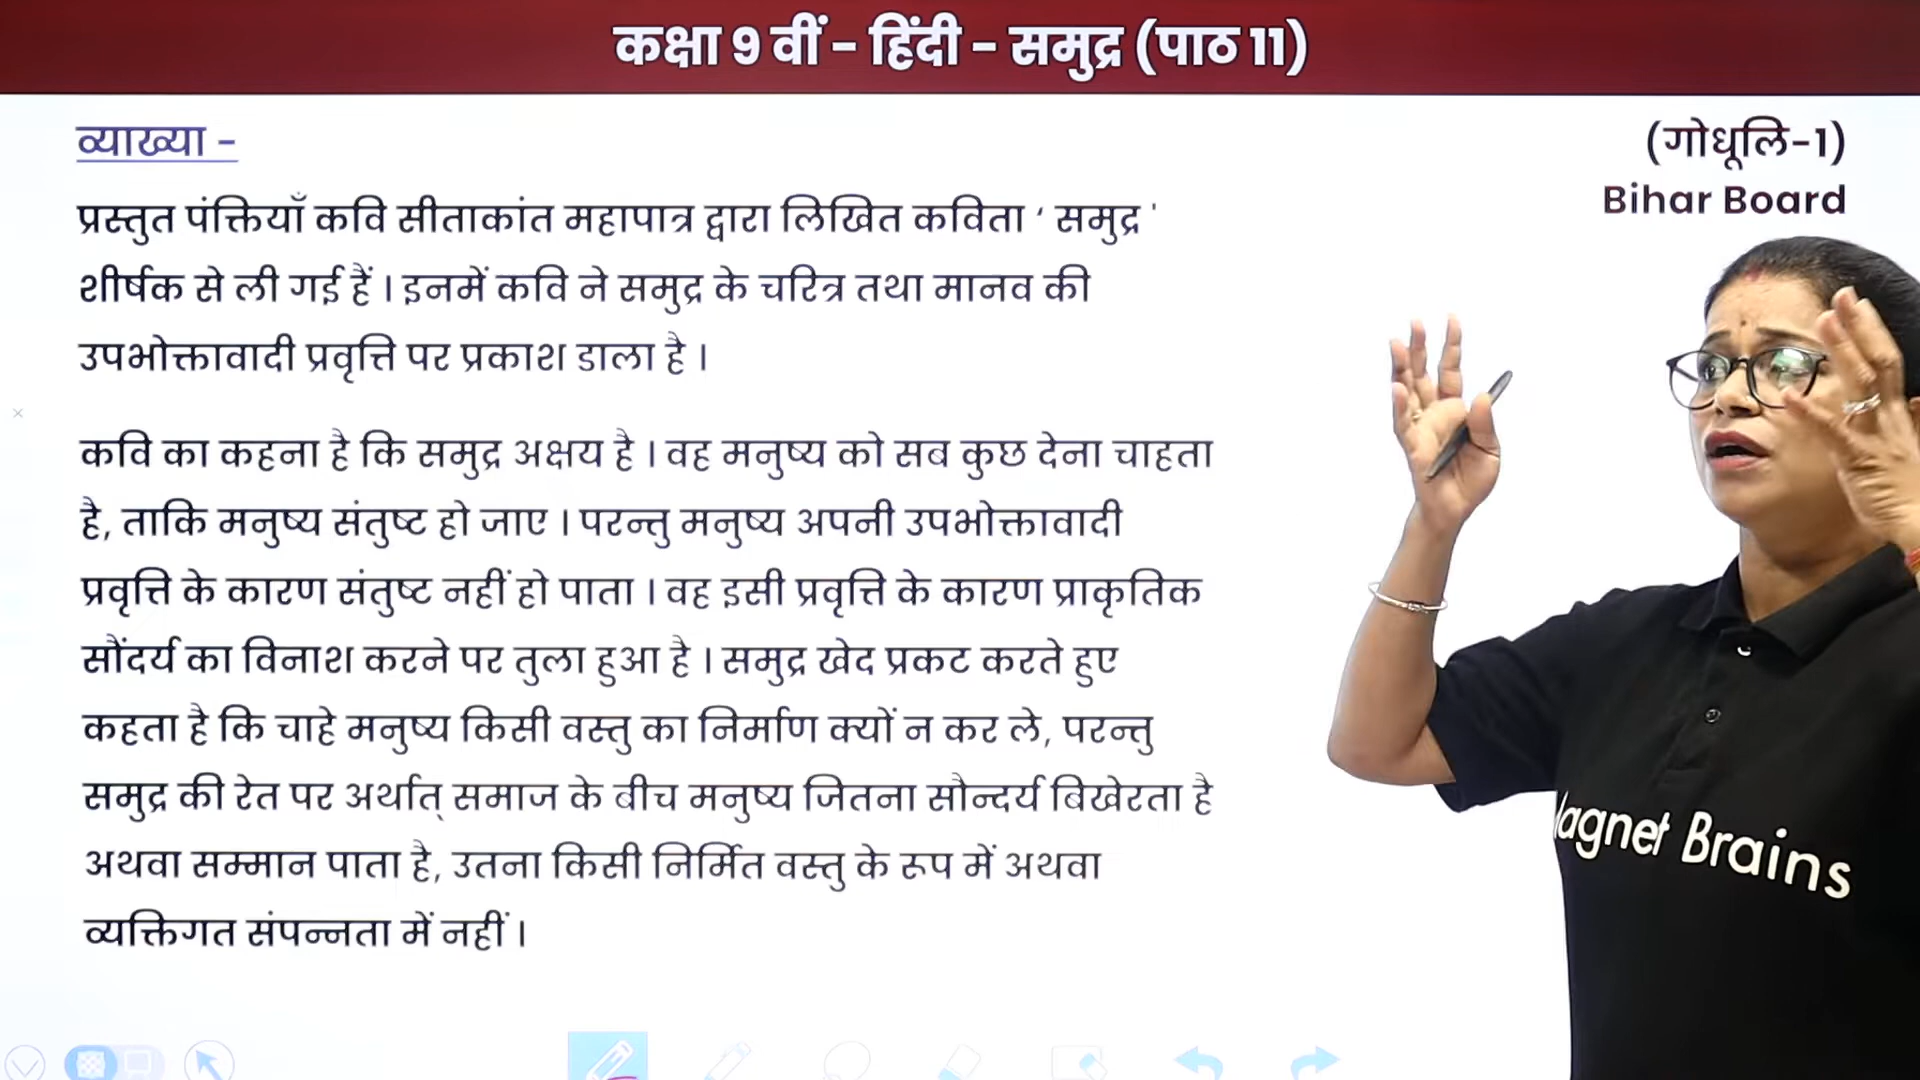 कक्षा 9 वीं - हिंदी - समुद्र (पाठ 11)
व्याख्या -
(गोधूलि-1)
Bihar Board
प्रस्तुत पंक्तियाँ कवि सीताकांत महापात्र द्वारा लिखित कविता ‘ समुद्र '
शीर्षक से ली गई हैं । इनमें कवि ने समुद्र के चरित्र तथा मानव की
उपभोक्तावादी प्रवृत्ति पर प्रकाश डाला है ।
कवि का कहना है कि समुद्र अक्षय है । वह मनुष्य को सब कुछ देना चाहता
है, ताकि मनुष्य संतुष्ट हो जाए । परन्तु मनुष्य अपनी उपभोक्तावादी
प्रवृत्ति के कारण संतुष्ट नहीं हो पाता । वह इसी प्रवृत्ति के कारण प्राकृतिक
सौंदर्य का विनाश करने पर तुला हुआ है । समुद्र खेद प्रकट करते हुए
कहता है कि चाहे मनुष्य किसी वस्तु का निर्माण क्यों न कर ले, परन्तु
समुद्र की रेत पर अर्थात् समाज के बीच मनुष्य जितना सौन्दर्य बिखेरता है
अथवा सम्मान पाता है, उतना किसी निर्मित वस्तु के रूप में अथवा
व्यक्तिगत संपन्नता में नहीं ।
Magnet Brains